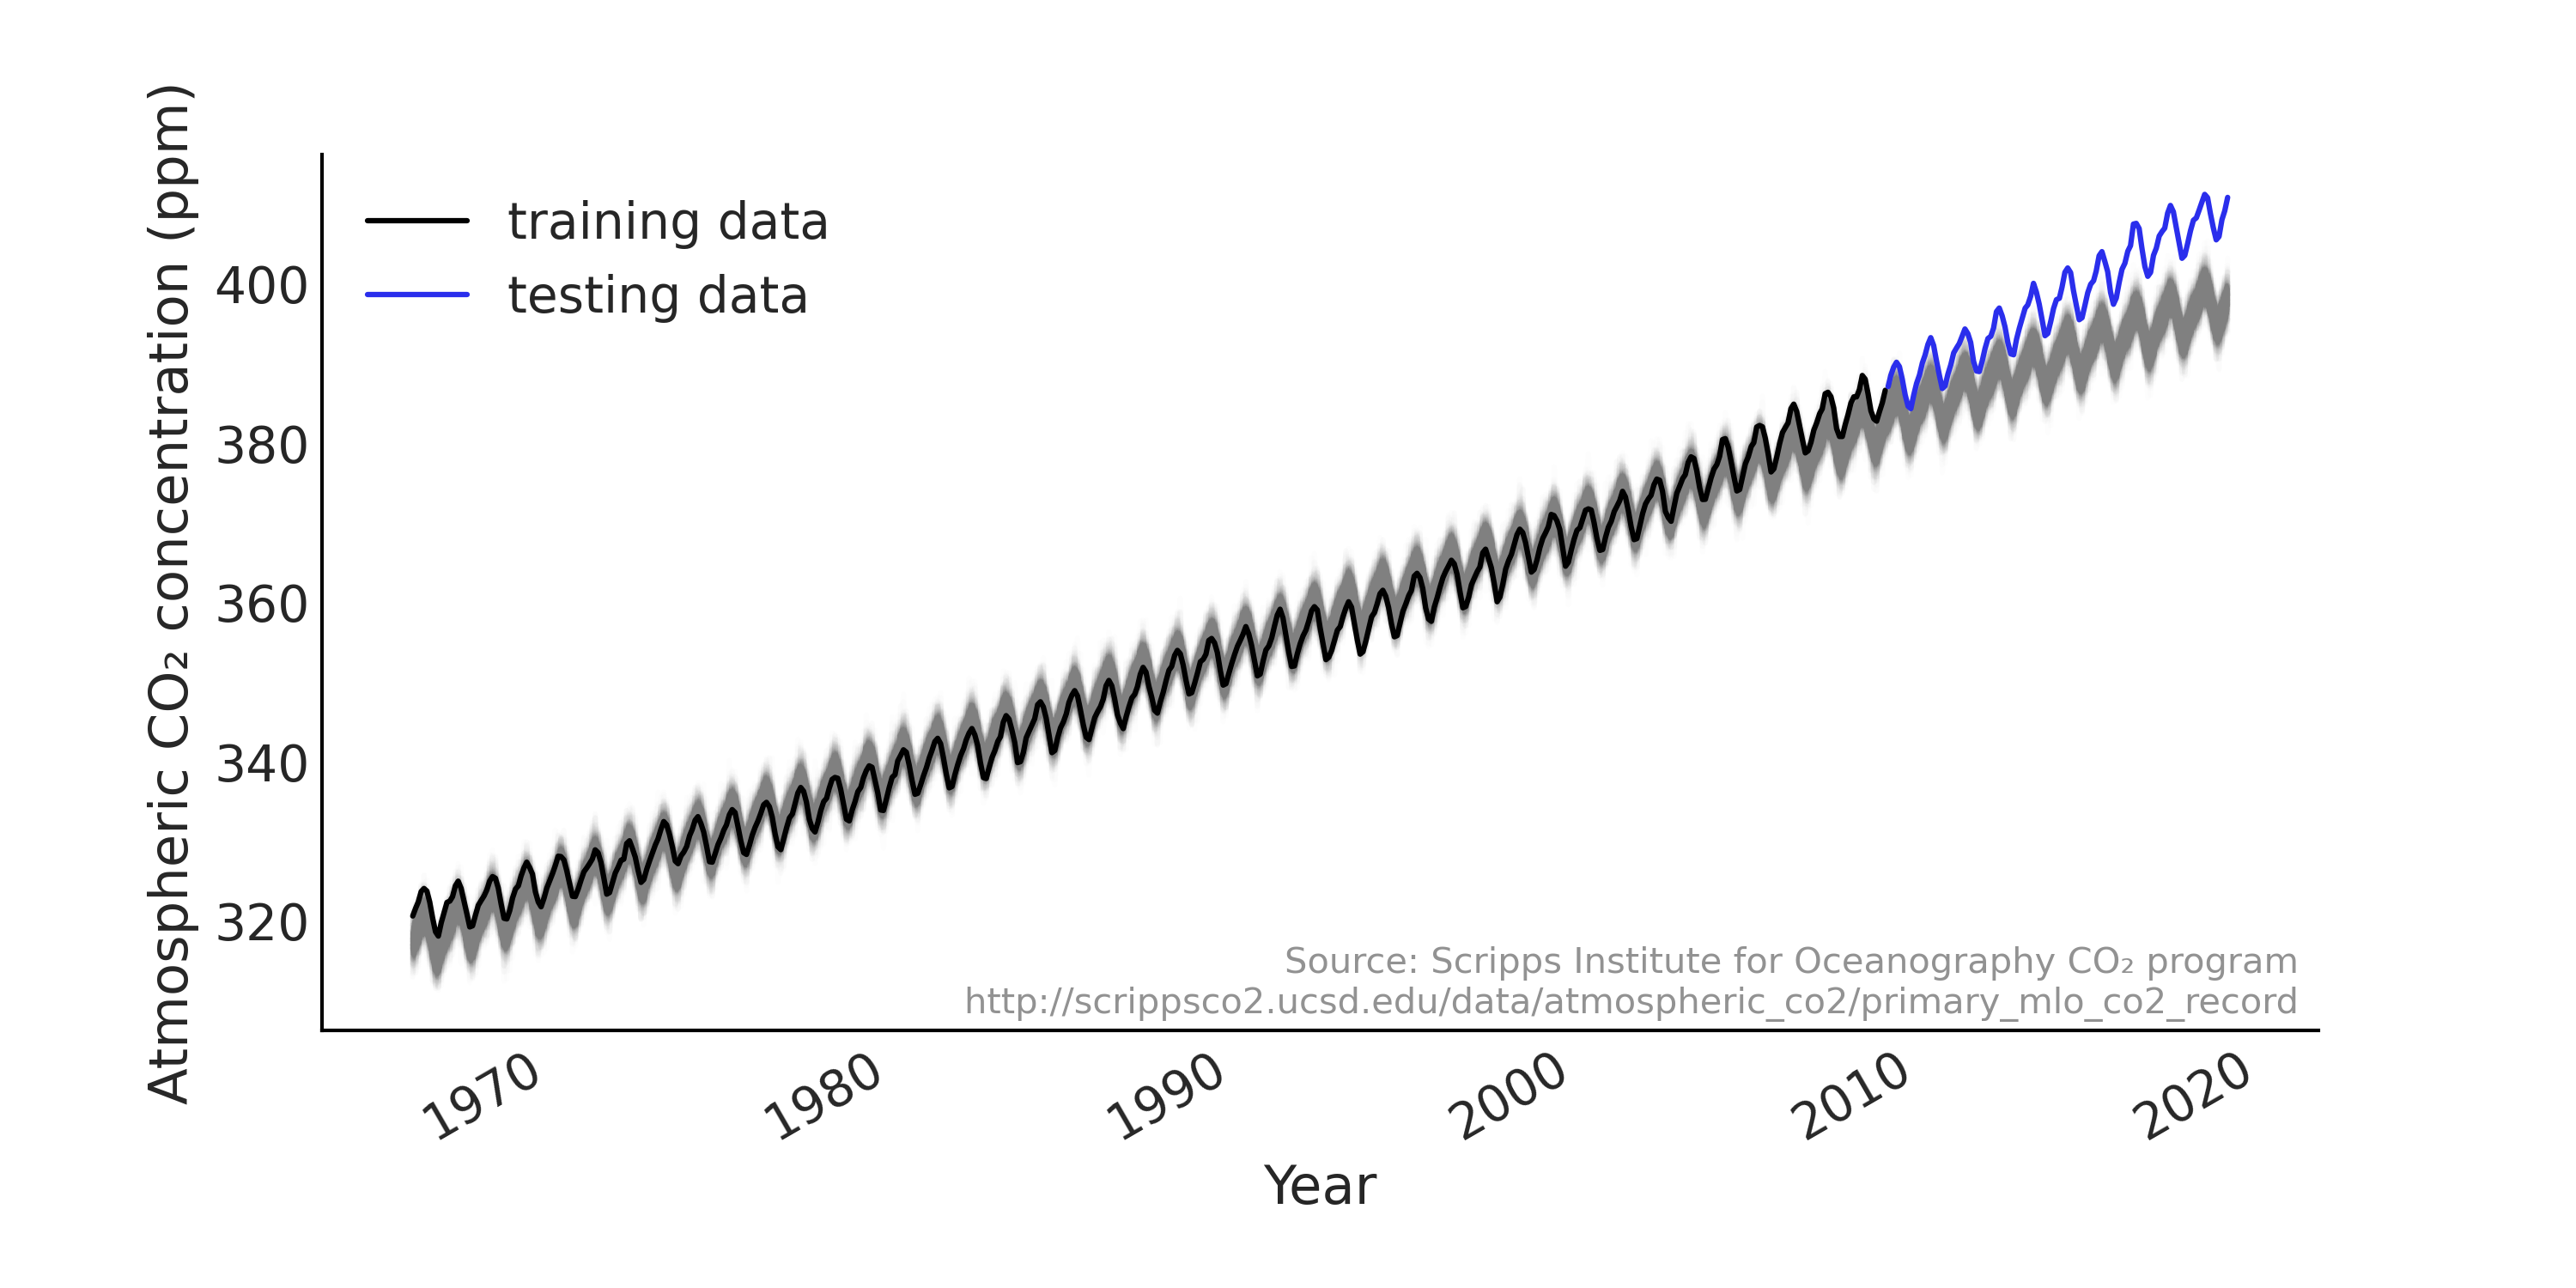 Atmospheric CO₂ concentration (ppm)
training data
testing data
400
380
360
340
320
Source: Scripps Institute for Oceanography CO₂ program
http://scrippsco2.ucsd.edu/data/atmospheric_co2/primary_mlo_co2_record
1970
1980
1990
2000
2010
2020
Year